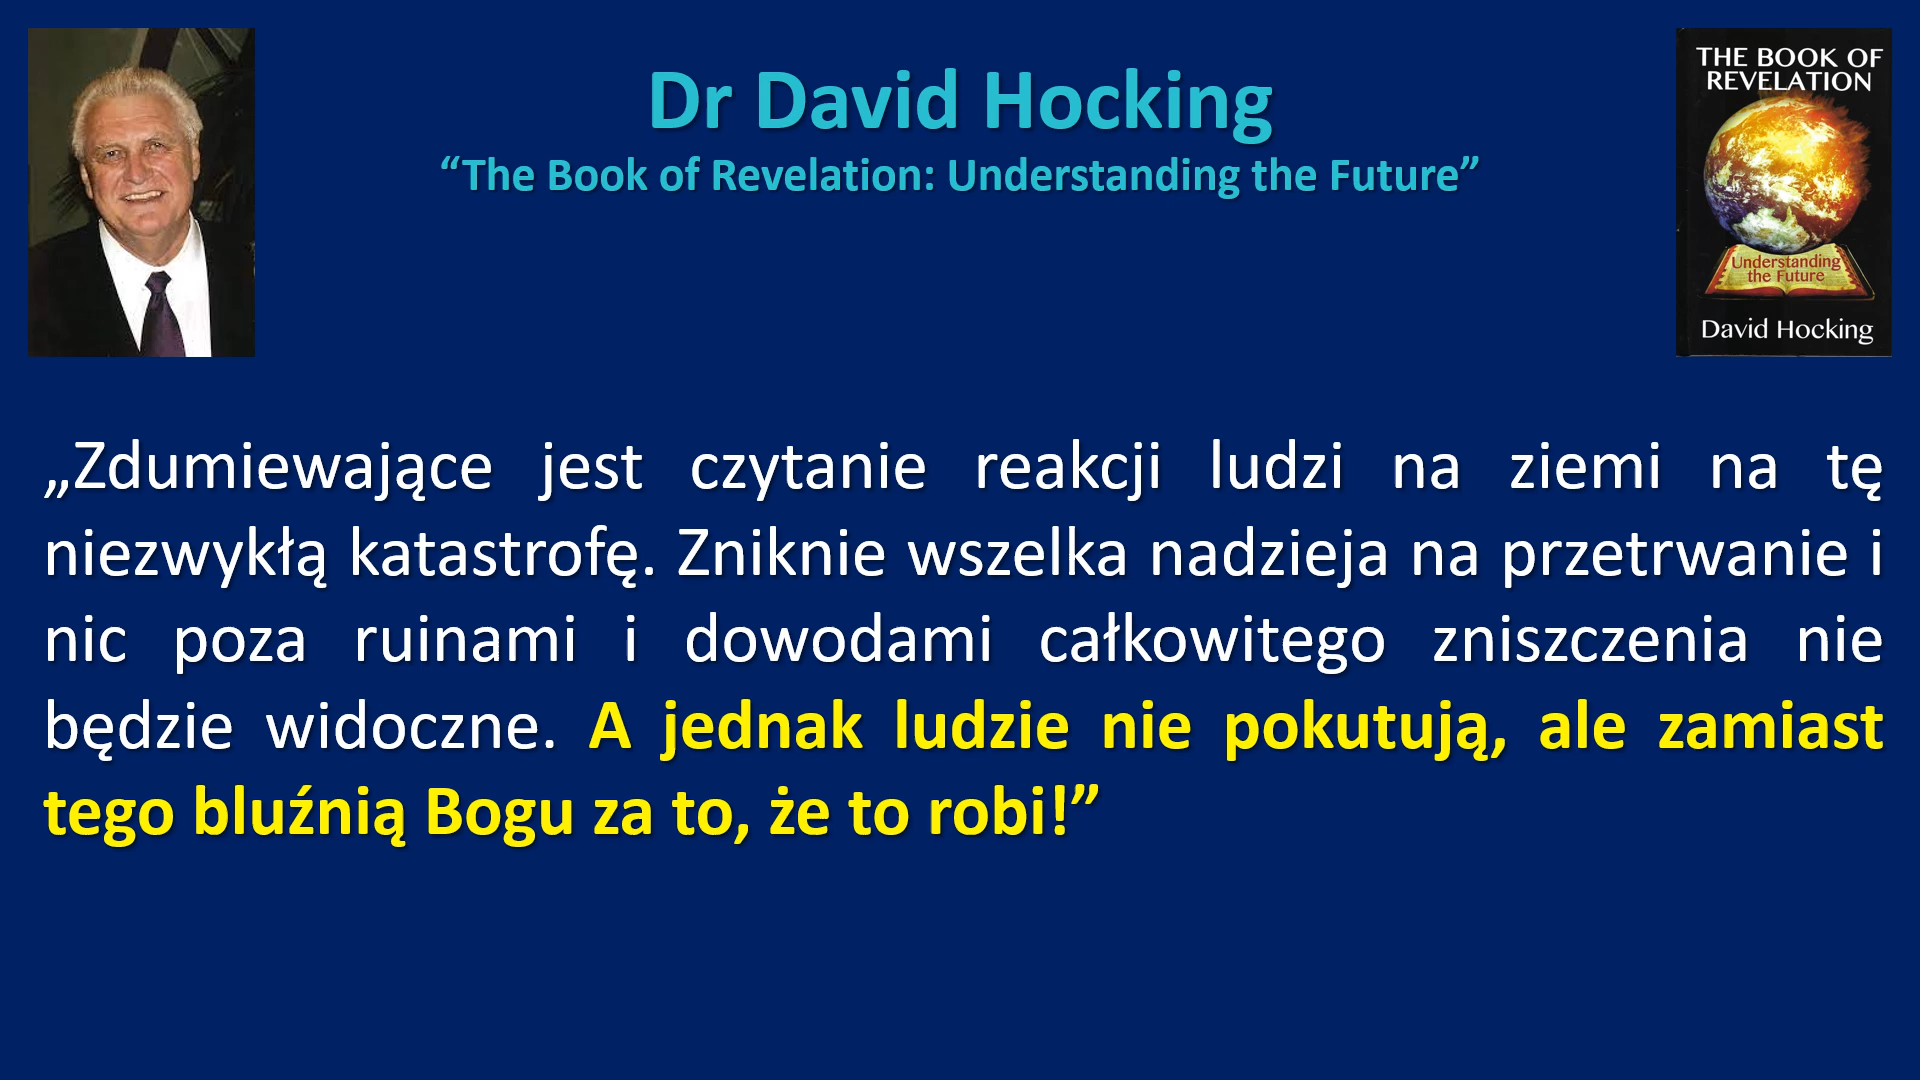 Dr David Hocking
“The Book of Revelation: Understanding the Future”
THE BOOK OF
REVELATION
Understanding
the Future
David Hocking
„Zdumiewające jest czytanie reakcji ludzi na ziemi na tę
niezwykłą katastrofę. Zniknie wszelka nadzieja na przetrwanie i
nic poza ruinami i dowodami całkowitego zniszczenia nie
będzie widoczne. A jednak ludzie nie pokutują, ale zamiast
tego bluźnią Bogu za to, że to robi!”